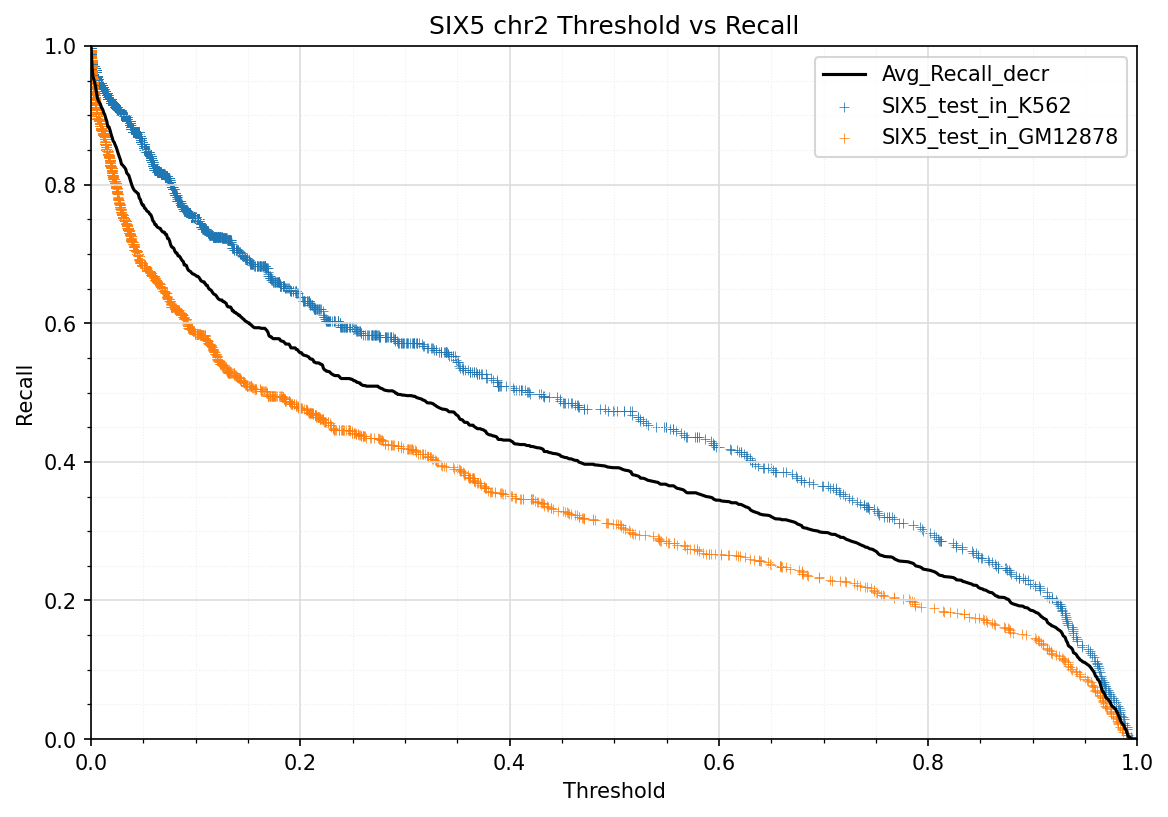 SIX5 chr2 Threshold vs Recall
Avg_Recall_decr
SIX5_test_in_K562
SIX5_test_in_GM12878
Recall
1.0
0.8
0.6
0.4
0.2
0.0
0.0 0.2 0.4 0.6 0.8 1.0
Threshold